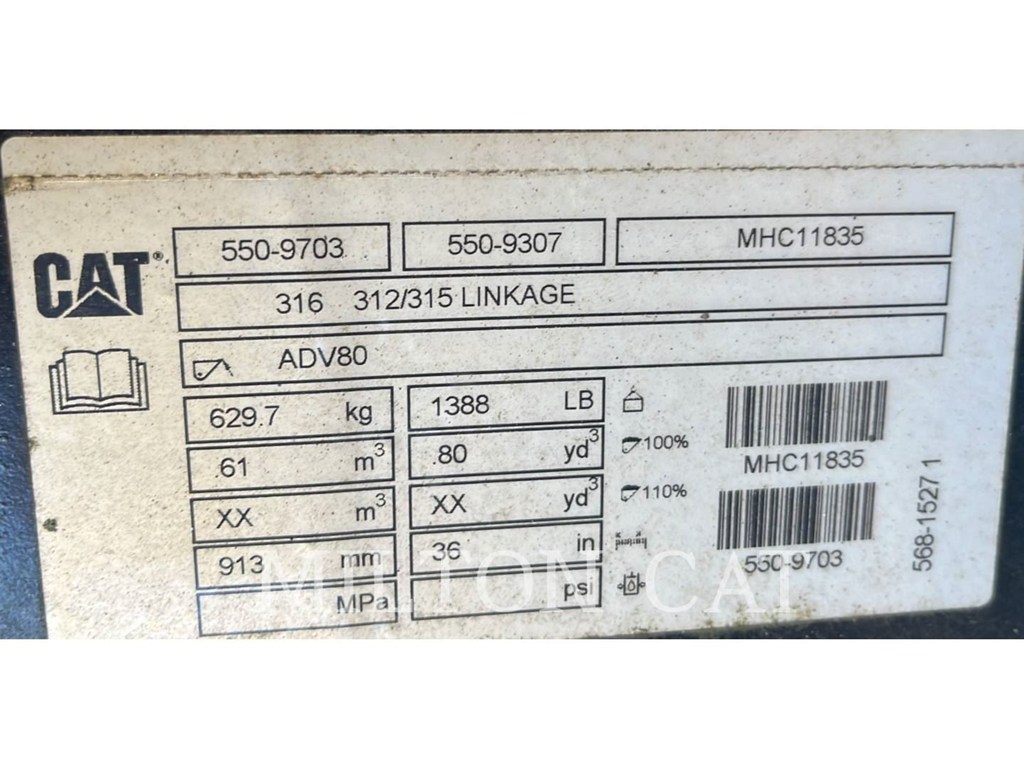 550-9703 550-9307 MHC11835
CAT®
316 312/315 LINKAGE
ADV80
629.7 kg 1388 LB
.61 m³ .80 yd³ 100%
MHC11835
XX m³ XX yd³ 110%
913 mm 36 in
550-9703
MPa psi
568-1527 1
MILTON CAT